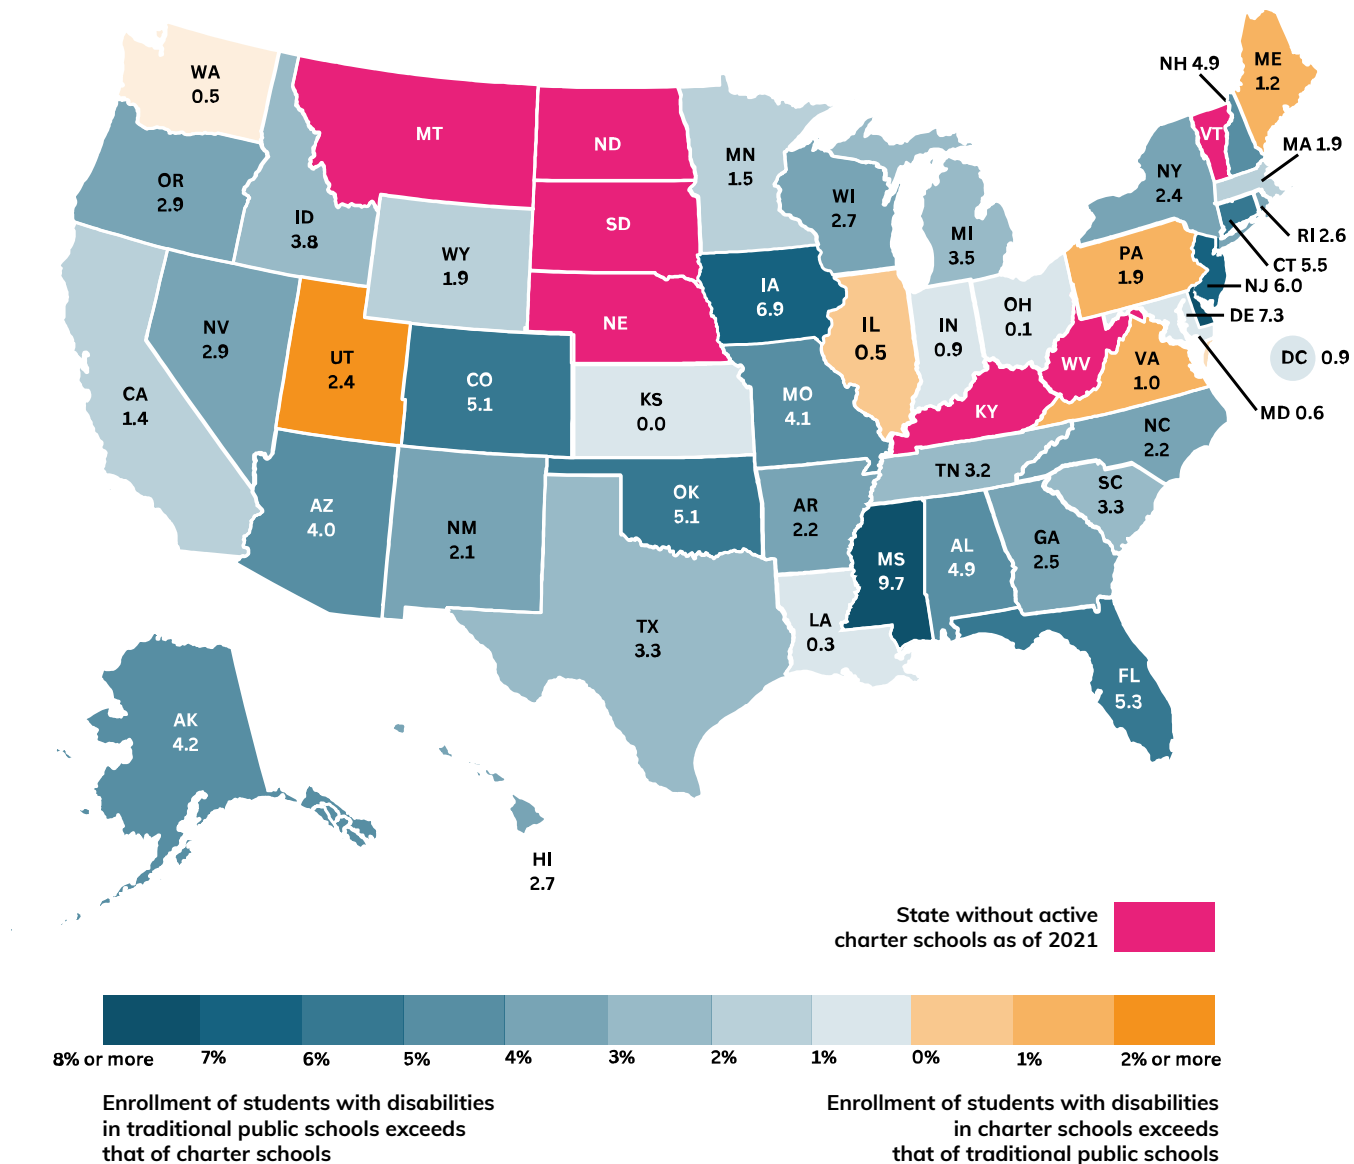 WA
0.5
OR
2.9
CA
1.4
ID
3.8
NV
2.9
MT
WY
1.9
UT
2.4
AZ
4.0
CO
5.1
NM
2.1
ND
SD
NE
KS
0.0
OK
5.1
TX
3.3
MN
1.5
IA
6.9
MO
4.1
AR
2.2
LA
0.3
WI
2.7
IL
0.5
MI
3.5
IN
0.9
OH
0.1
KY
TN 3.2
MS
9.7
AL
4.9
GA
2.5
FL
5.3
SC
3.3
NC
2.2
VA
1.0
WV
PA
1.9
NY
2.4
VT
NH 4.9
ME
1.2
MA 1.9
RI 2.6
CT 5.5
NJ 6.0
DE 7.3
DC 0.9
MD 0.6
AK
4.2
HI
2.7
State without active
charter schools as of 2021
8% or more 7% 6% 5% 4% 3% 2% 1% 0% 1% 2% or more
Enrollment of students with disabilities
in traditional public schools exceeds
that of charter schools
Enrollment of students with disabilities
in charter schools exceeds
that of traditional public schools